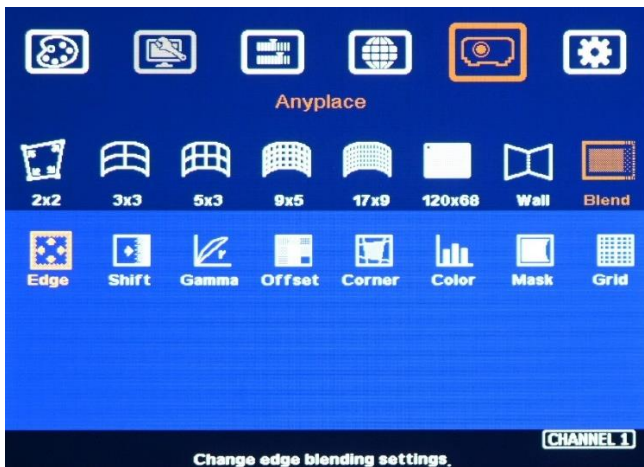 Anyplace
2x2 3x3 5x3 9x5 17x9 120x68 Wall Blend
Edge Shift Gamma Offset Corner Color Mask Grid
CHANNEL 1
Change edge blending settings.